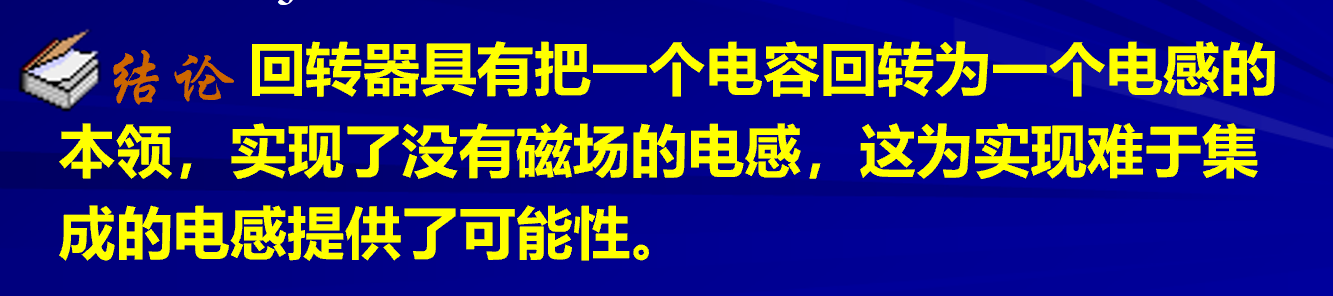 结论 回转器具有把一个电容回转为一个电感的
本领，实现了没有磁场的电感，这为实现难于集
成的电感提供了可能性。